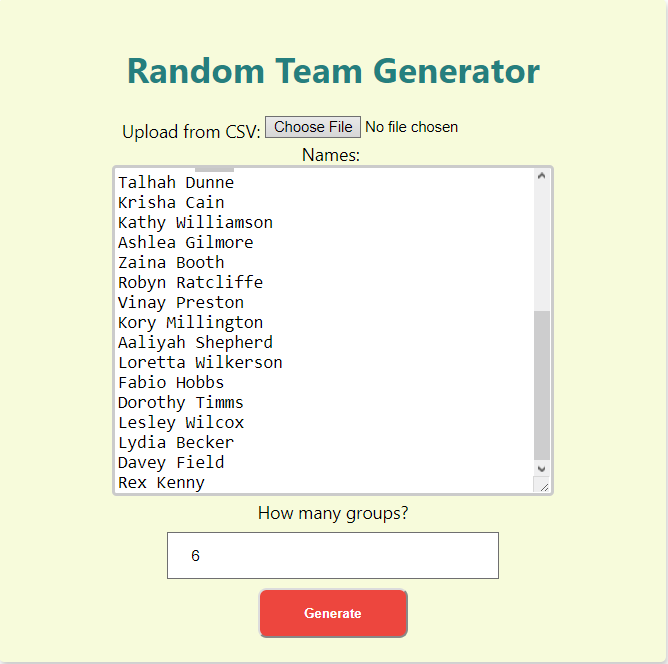 Random Team Generator
Upload from CSV: Choose File No file chosen
Names:
Talhah Dunne
Krisha Cain
Kathy Williamson
Ashlea Gilmore
Zaina Booth
Robyn Ratcliffe
Vinay Preston
Kory Millington
Aaliyah Shepherd
Loretta Wilkerson
Fabio Hobbs
Dorothy Timms
Lesley Wilcox
Lydia Becker
Davey Field
Rex Kenny
How many groups?
6
Generate